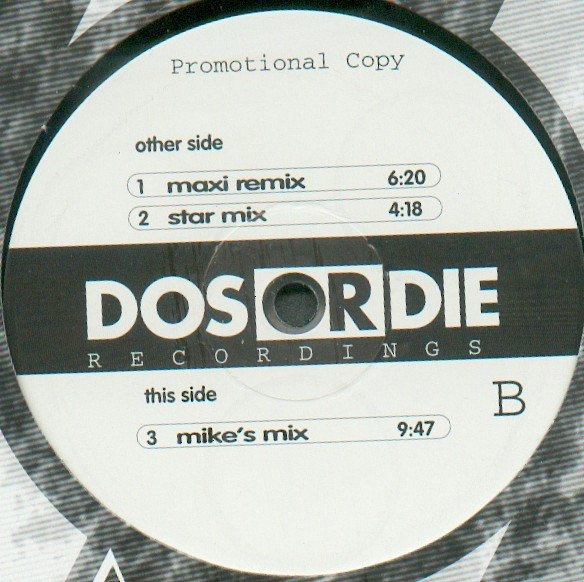 Promotional Copy
other side
1 maxi remix 6:20
2 star mix 4:18
DOS OR DIE
RECORDINGS
this side
B
3 mike's mix 9:47